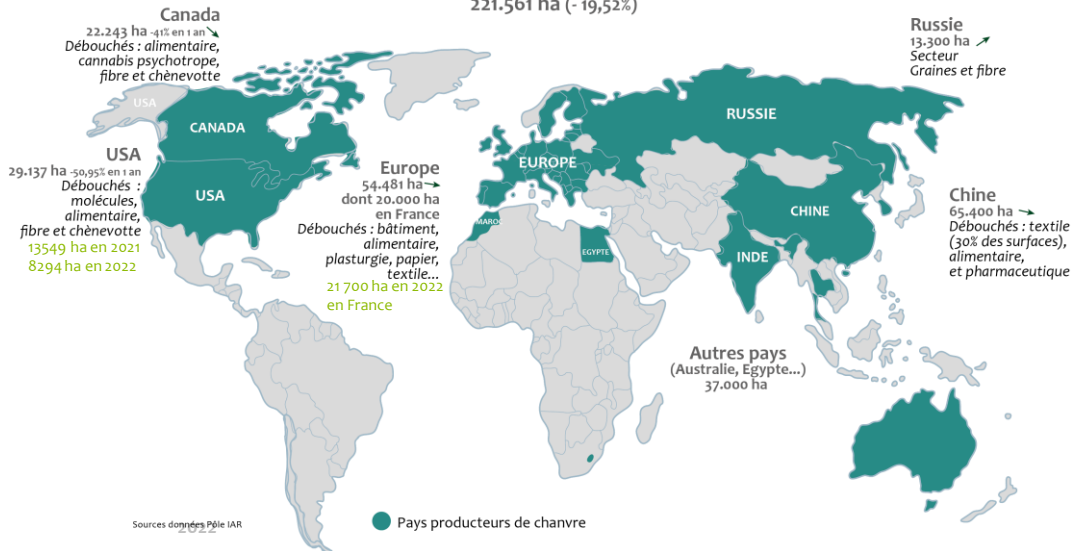 221.561 ha (- 19,52%)
Canada
22.243 ha -41% en 1 an
Débouchés : alimentaire,
cannabis psychotrope,
fibre et chènevotte
Russie
13.300 ha
Secteur
Graines et fibre
USA
CANADA
RUSSIE
USA
29.137 ha -50,95% en 1 an
Débouchés :
molécules,
alimentaire,
fibre et chènevotte
13549 ha en 2021
8294 ha en 2022
USA
Europe
54.481 ha
dont 20.000 ha
en France
Débouchés : bâtiment,
alimentaire,
plasturgie, papier,
textile...
21 700 ha en 2022
en France
EUROPE
MAROC
EGYPTE
CHINE
INDE
Chine
65.400 ha
Débouchés : textile
(30% des surfaces),
alimentaire,
et pharmaceutique
Autres pays
(Australie, Egypte...)
37.000 ha
Sources données Pôle IAR
2022
Pays producteurs de chanvre